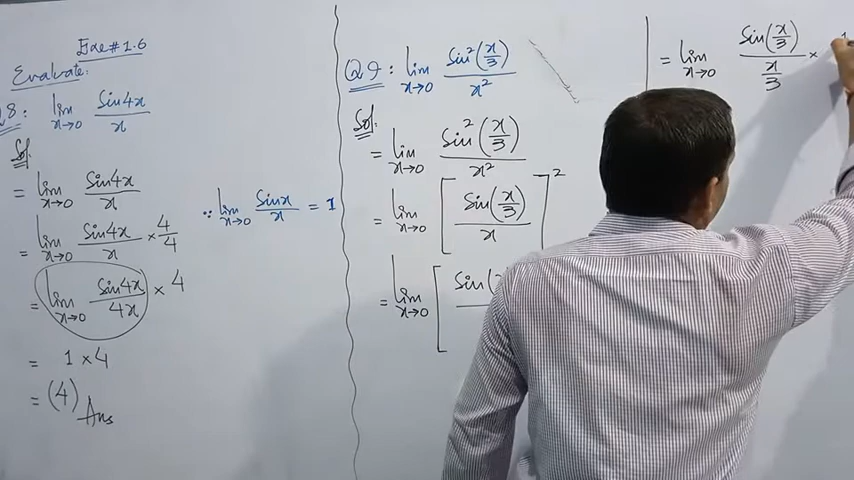 Exe#1.6
Evaluate:
Q8: lim x→0 Sin4x/x
Sol:
= lim x→0 Sin4x/x
= lim x→0 Sin4x/x × 4/4
= lim x→0 Sin4x/4x × 4
= 1 × 4
= (4) Ans
∵ lim x→0 Sinx/x = 1
Q9: lim x→0 Sin²(x/3)/x²
Sol:
= lim x→0 Sin²(x/3)/x²
= lim x→0 [Sin(x/3)/x]²
= lim x→0 [Sin(
= lim x→0 Sin(x/3)/(x/3) ×